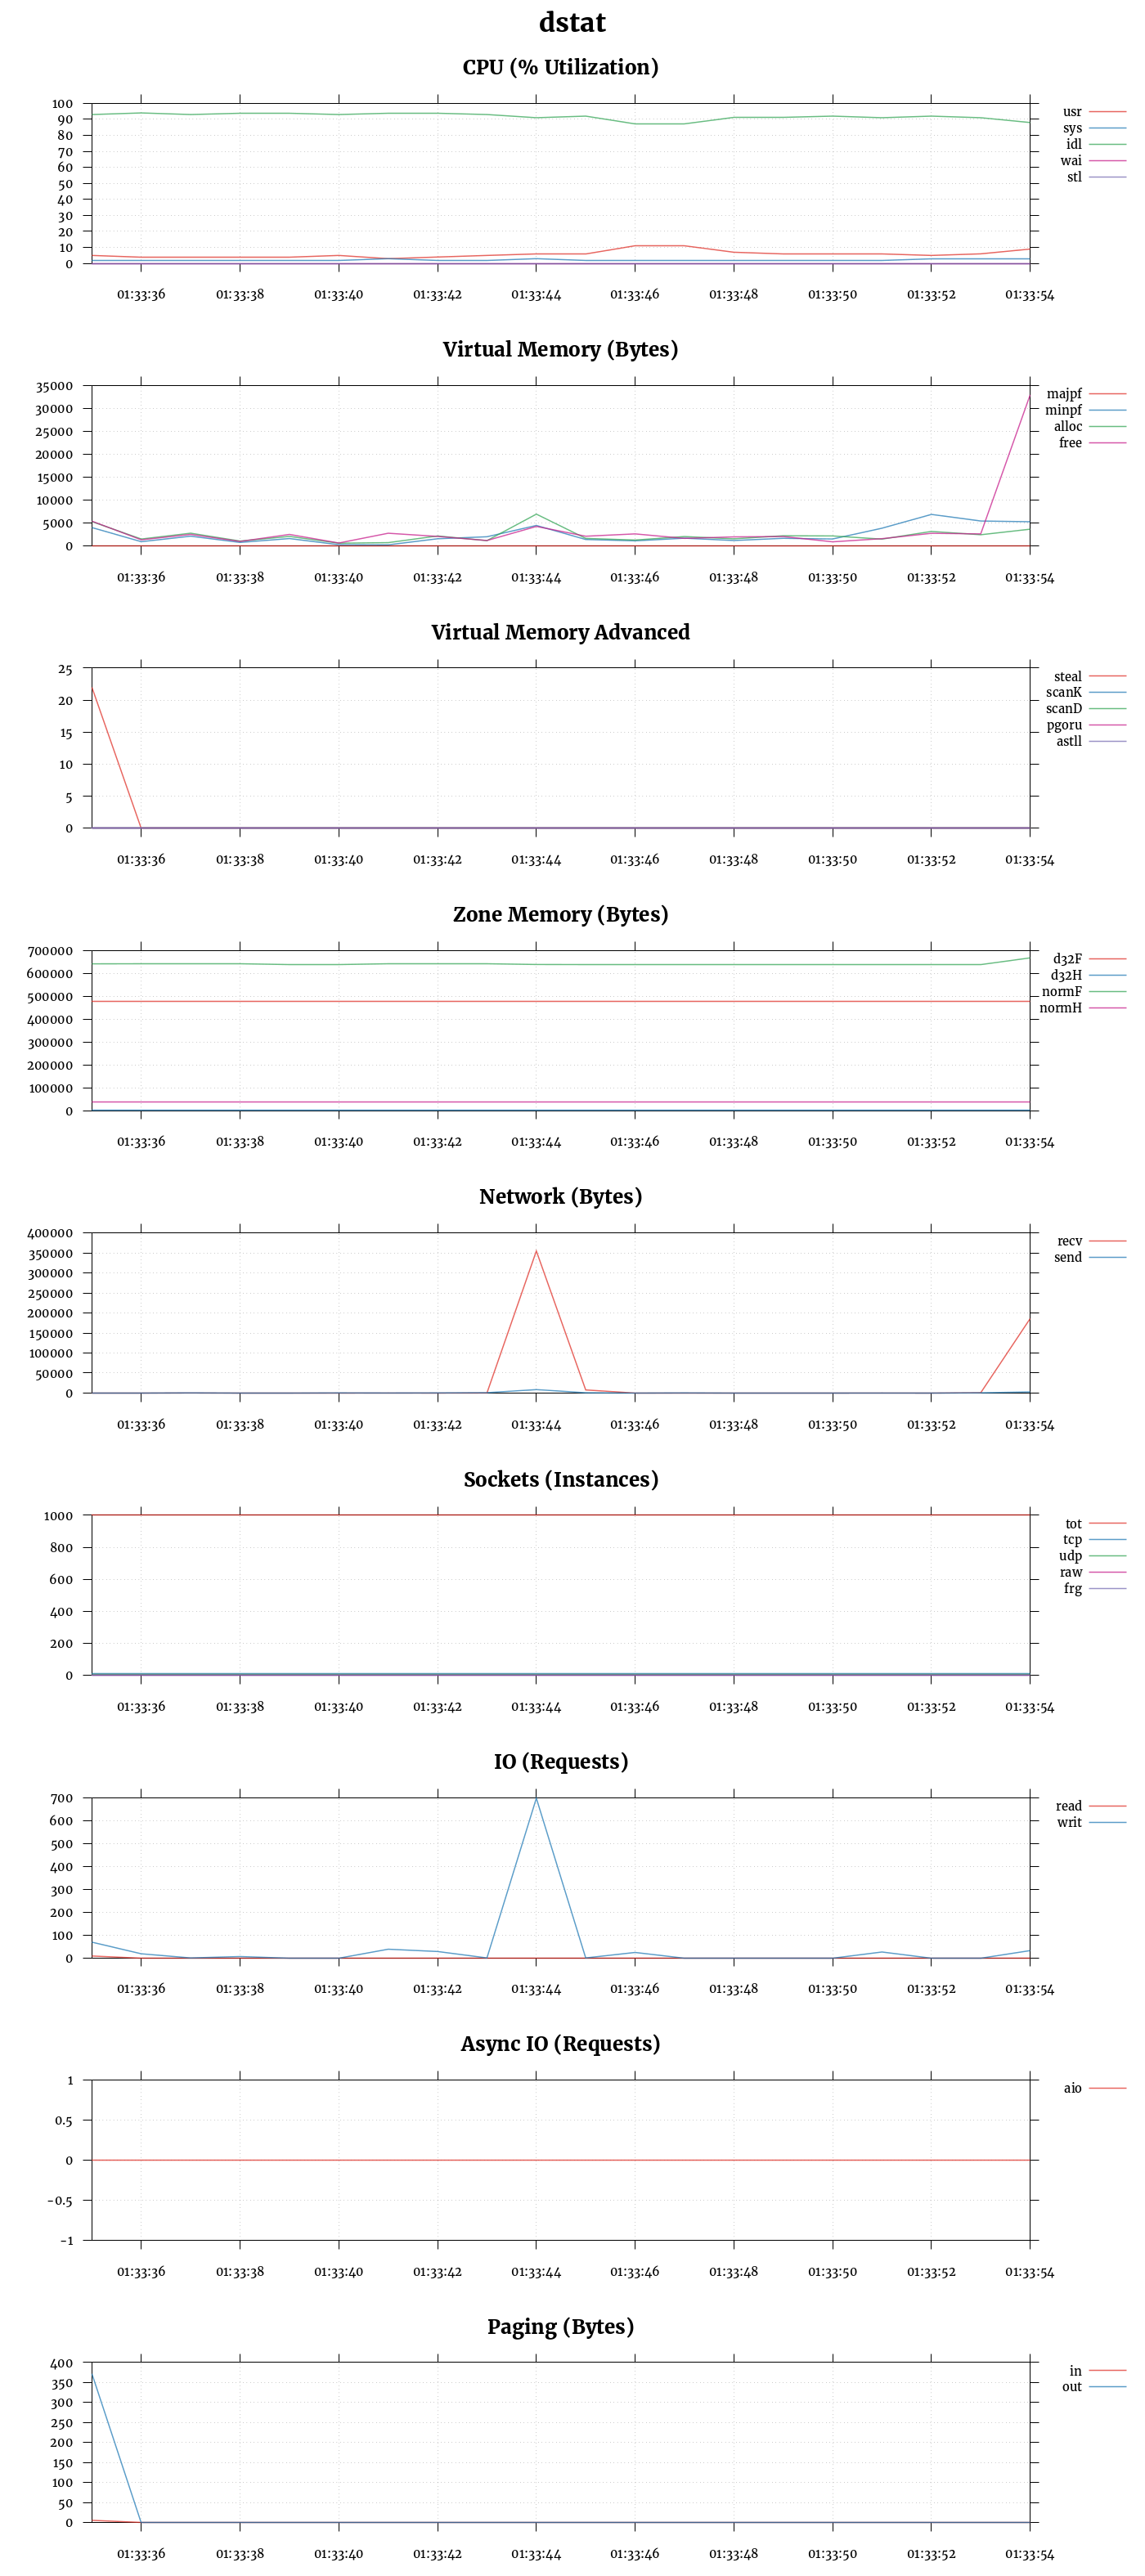 dstat
CPU (% Utilization)
100
90
80
70
60
50
40
30
20
10
0
usr
sys
idl
wai
stl
01:33:36 01:33:38 01:33:40 01:33:42 01:33:44 01:33:46 01:33:48 01:33:50 01:33:52 01:33:54
Virtual Memory (Bytes)
35000
30000
25000
20000
15000
10000
5000
0
majpf
minpf
alloc
free
01:33:36 01:33:38 01:33:40 01:33:42 01:33:44 01:33:46 01:33:48 01:33:50 01:33:52 01:33:54
Virtual Memory Advanced
25
20
15
10
5
0
steal
scanK
scanD
pgoru
astll
01:33:36 01:33:38 01:33:40 01:33:42 01:33:44 01:33:46 01:33:48 01:33:50 01:33:52 01:33:54
Zone Memory (Bytes)
700000
600000
500000
400000
300000
200000
100000
0
d32F
d32H
normF
normH
01:33:36 01:33:38 01:33:40 01:33:42 01:33:44 01:33:46 01:33:48 01:33:50 01:33:52 01:33:54
Network (Bytes)
400000
350000
300000
250000
200000
150000
100000
50000
0
recv
send
01:33:36 01:33:38 01:33:40 01:33:42 01:33:44 01:33:46 01:33:48 01:33:50 01:33:52 01:33:54
Sockets (Instances)
1000
800
600
400
200
0
tot
tcp
udp
raw
frg
01:33:36 01:33:38 01:33:40 01:33:42 01:33:44 01:33:46 01:33:48 01:33:50 01:33:52 01:33:54
IO (Requests)
700
600
500
400
300
200
100
0
read
writ
01:33:36 01:33:38 01:33:40 01:33:42 01:33:44 01:33:46 01:33:48 01:33:50 01:33:52 01:33:54
Async IO (Requests)
1
0.5
0
-0.5
-1
aio
01:33:36 01:33:38 01:33:40 01:33:42 01:33:44 01:33:46 01:33:48 01:33:50 01:33:52 01:33:54
Paging (Bytes)
400
350
300
250
200
150
100
50
0
in
out
01:33:36 01:33:38 01:33:40 01:33:42 01:33:44 01:33:46 01:33:48 01:33:50 01:33:52 01:33:54